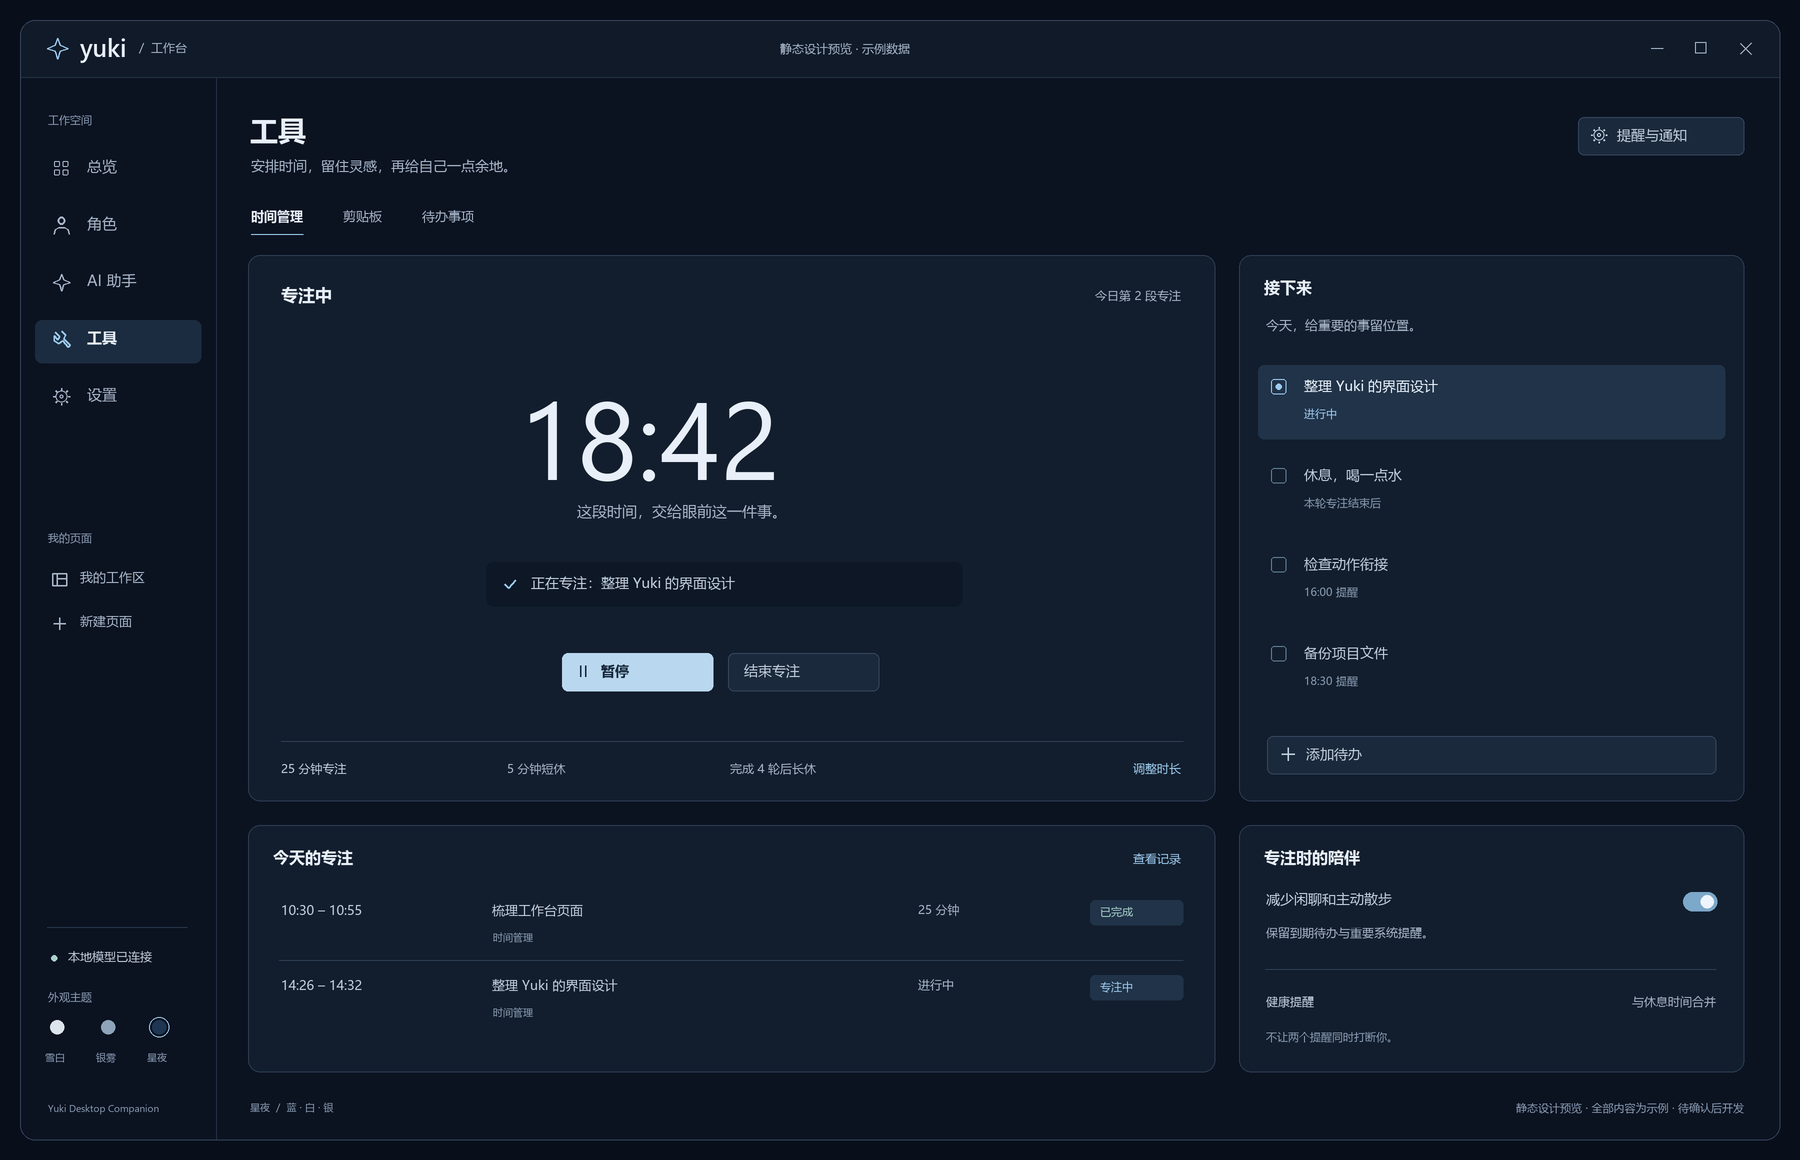 yuki / 工作台
静态设计预览 · 示例数据
工作空间
总览
角色
AI 助手
工具
设置
我的页面
我的工作区
新建页面
本地模型已连接
外观主题
雪白
银雾
星夜
Yuki Desktop Companion
工具
安排时间，留住灵感，再给自己一点余地。
提醒与通知
时间管理
剪贴板
待办事项
专注中
今日第 2 段专注
18:42
这段时间，交给眼前这一件事。
正在专注：整理 Yuki 的界面设计
暂停
结束专注
25 分钟专注
5 分钟短休
完成 4 轮后长休
调整时长
接下来
今天，给重要的事留位置。
整理 Yuki 的界面设计
进行中
休息，喝一点水
本轮专注结束后
检查动作衔接
16:00 提醒
备份项目文件
18:30 提醒
添加待办
今天的专注
查看记录
10:30 – 10:55
梳理工作台页面
时间管理
25 分钟
已完成
14:26 – 14:32
整理 Yuki 的界面设计
时间管理
进行中
专注中
专注时的陪伴
减少闲聊和主动散步
保留到期待办与重要系统提醒。
健康提醒
与休息时间合并
不让两个提醒同时打断你。
星夜 / 蓝 · 白 · 银
静态设计预览 · 全部内容为示例 · 待确认后开发